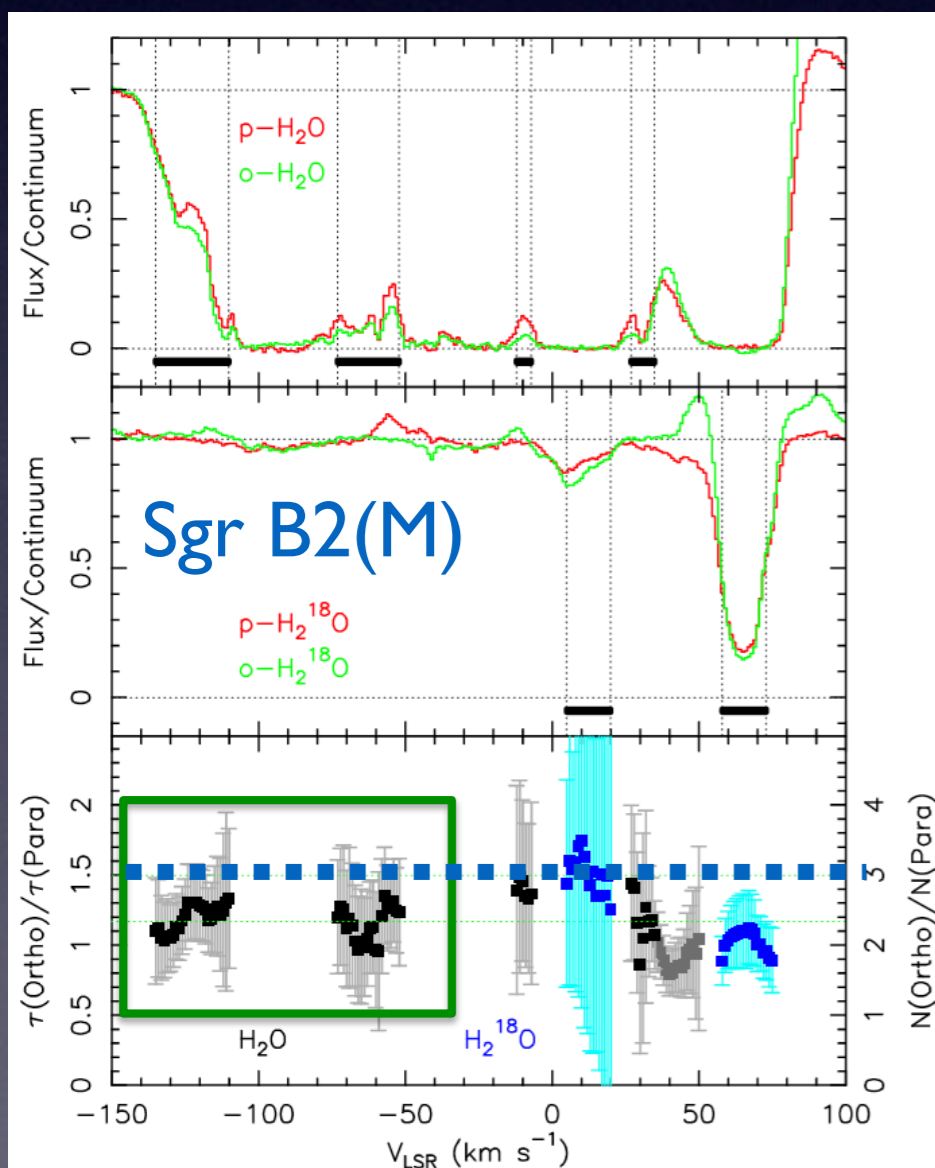 Flux/Continuum
1
0.5
0
p-H₂O
o-H₂O
Flux/Continuum
1
0.5
0
Sgr B2(M)
p-H₂¹⁸O
o-H₂¹⁸O
τ(Ortho)/τ(Para)
2
1.5
1
0.5
0
H₂O
H₂¹⁸O
4
3
2
1
0
N(Ortho)/N(Para)
−150 −100 −50 0 50 100
V_LSR (km s⁻¹)